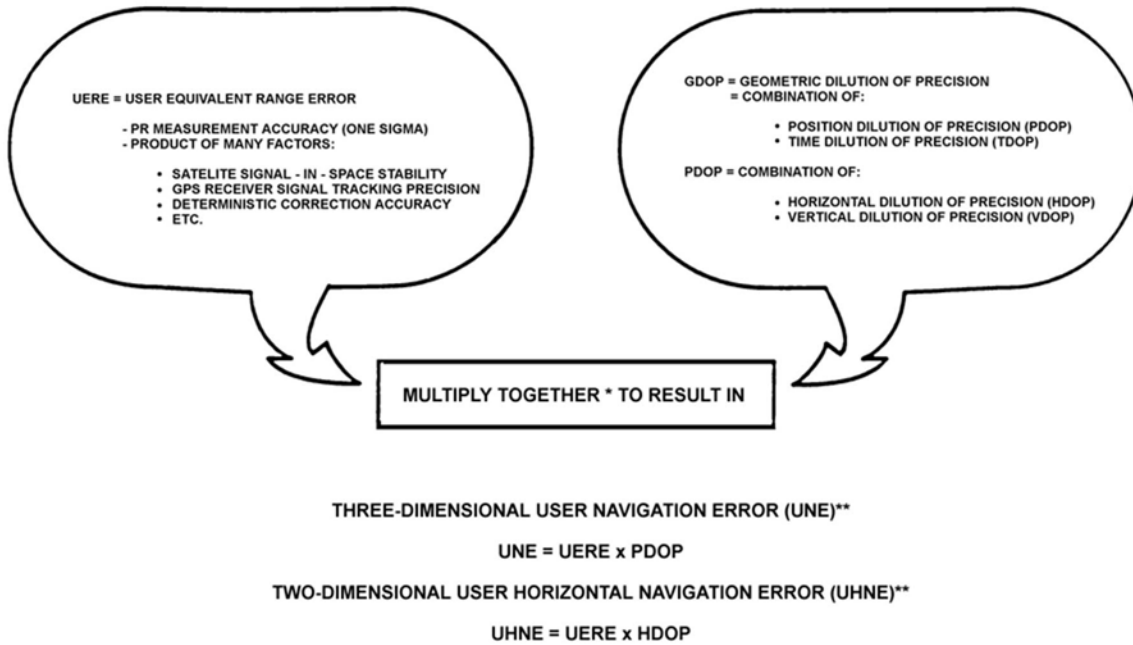 UERE = USER EQUIVALENT RANGE ERROR
- PR MEASUREMENT ACCURACY (ONE SIGMA)
- PRODUCT OF MANY FACTORS:
• SATELITE SIGNAL - IN - SPACE STABILITY
• GPS RECEIVER SIGNAL TRACKING PRECISION
• DETERMINISTIC CORRECTION ACCURACY
• ETC.
GDOP = GEOMETRIC DILUTION OF PRECISION
= COMBINATION OF:
• POSITION DILUTION OF PRECISION (PDOP)
• TIME DILUTION OF PRECISION (TDOP)
PDOP = COMBINATION OF:
• HORIZONTAL DILUTION OF PRECISION (HDOP)
• VERTICAL DILUTION OF PRECISION (VDOP)
MULTIPLY TOGETHER * TO RESULT IN
THREE-DIMENSIONAL USER NAVIGATION ERROR (UNE)**
UNE = UERE x PDOP
TWO-DIMENSIONAL USER HORIZONTAL NAVIGATION ERROR (UHNE)**
UHNE = UERE x HDOP